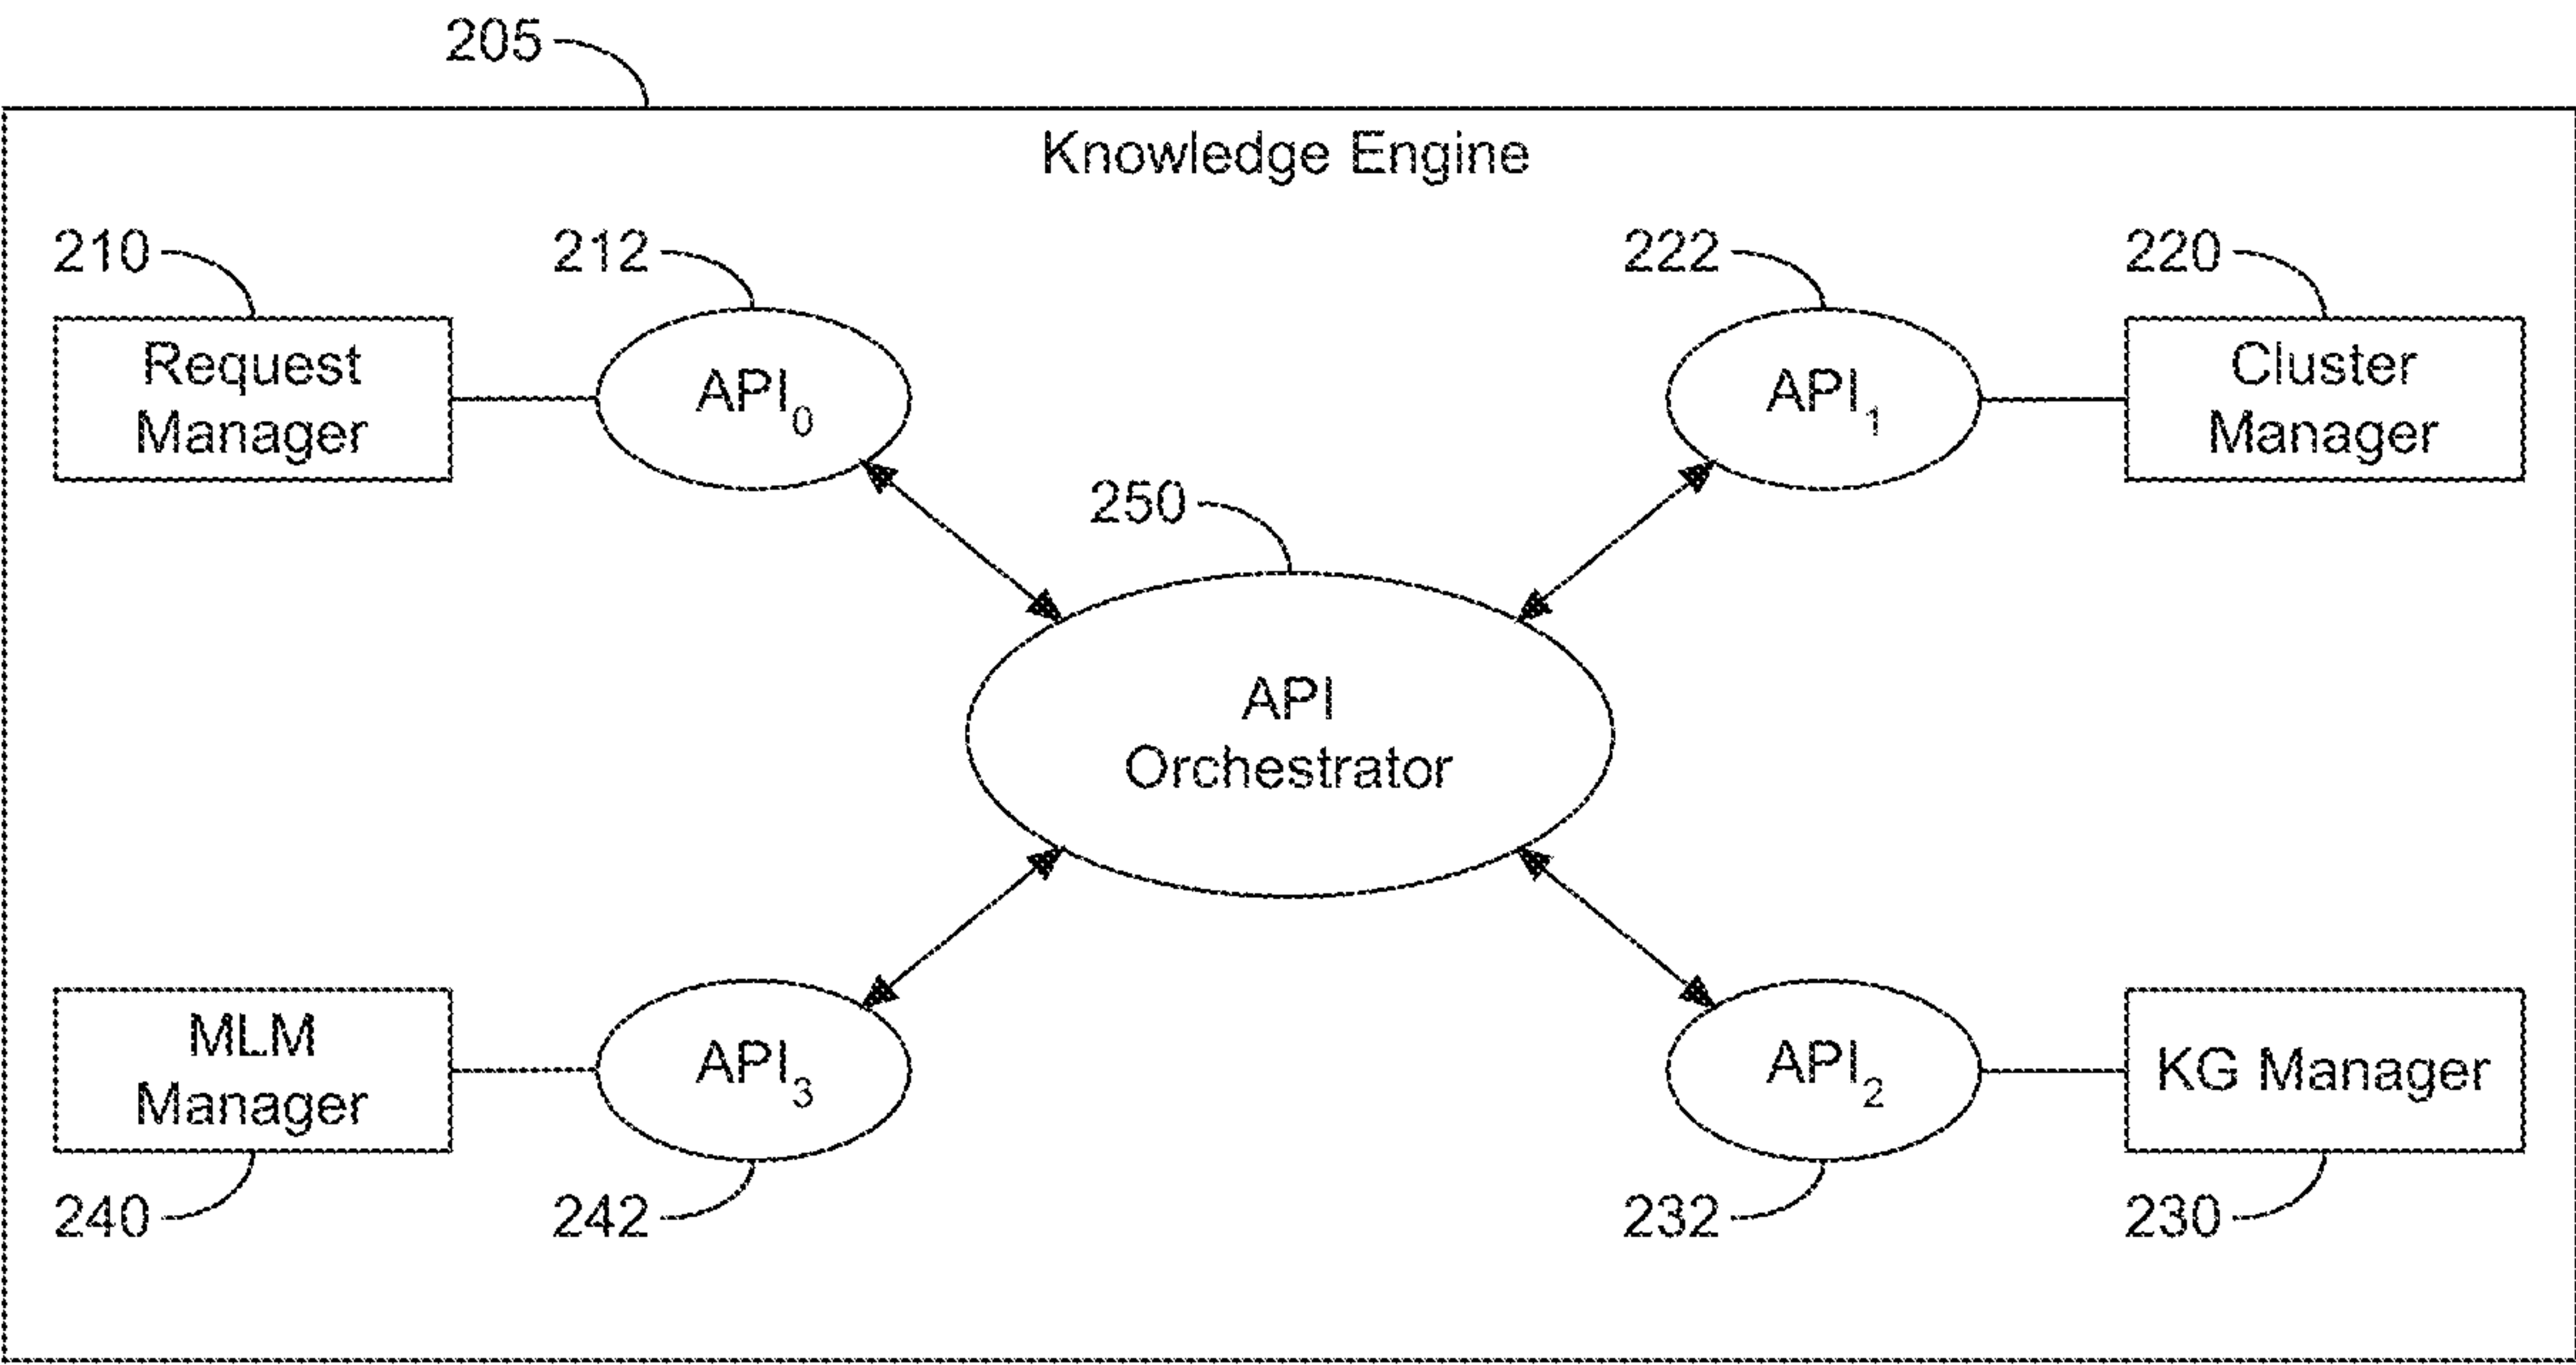 205
Knowledge Engine
210
212
222
220
Request
Manager
API₀
API₁
Cluster
Manager
250
API
Orchestrator
MLM
Manager
API₃
API₂
KG Manager
240
242
232
230